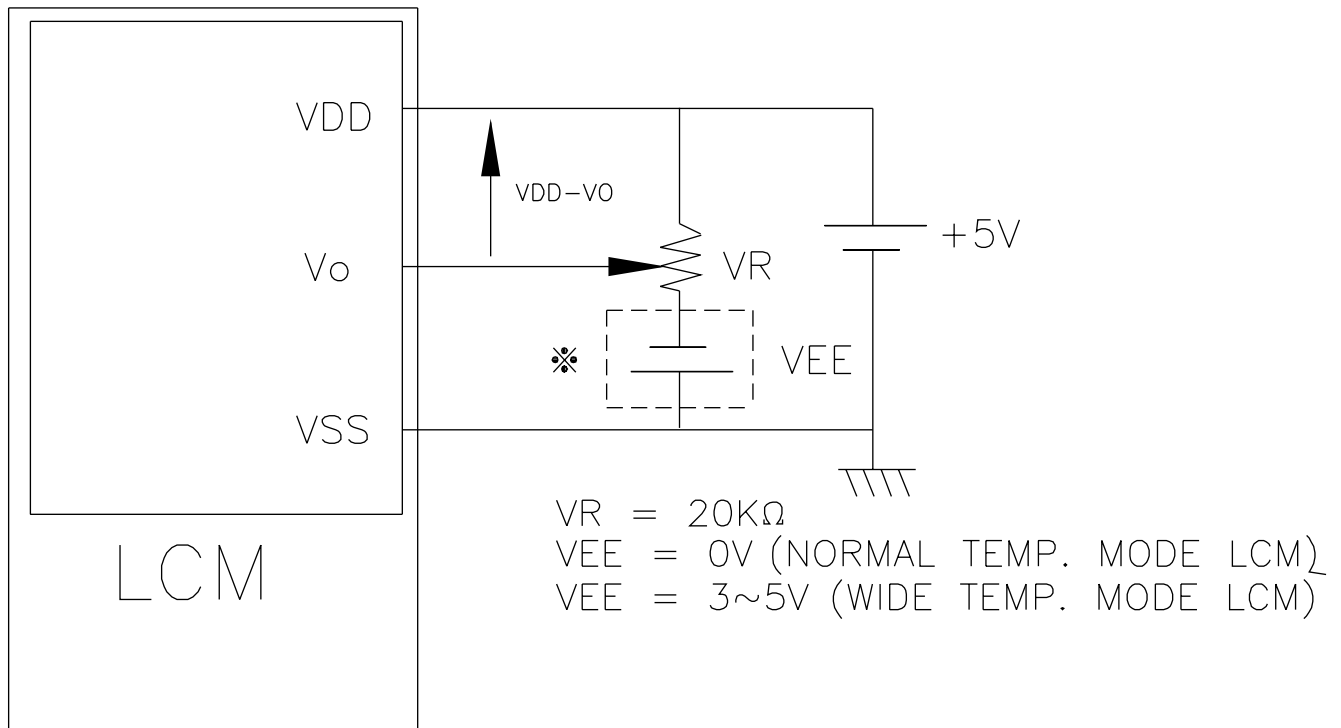 VDD
VDD-VO
+5V
Vo
VR
※
VEE
VSS
VR = 20KΩ
VEE = 0V (NORMAL TEMP. MODE LCM)
VEE = 3~5V (WIDE TEMP. MODE LCM)
LCM